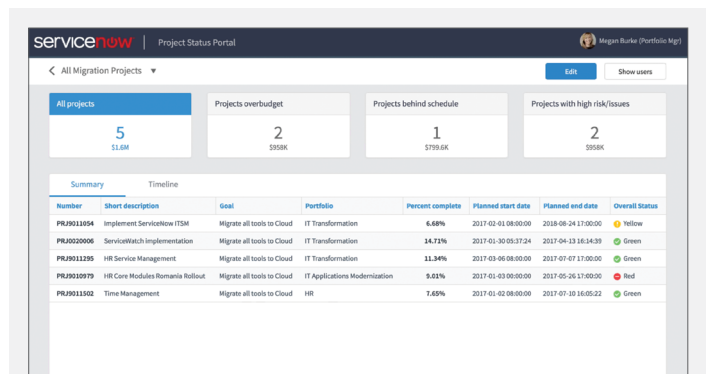 servicenow | Project Status Portal Megan Burke (Portfolio Mgr)
All Migration Projects Edit Show users
All projects Projects overbudget Projects behind schedule Projects with high risk/issues
5 2 1 2
$1.6M $958K $799.6K $958K
Summary Timeline
Number Short description Goal Portfolio Percent complete Planned start date Planned end date Overall Status
PRJ9011054 Implement ServiceNow ITSM Migrate all tools to Cloud IT Transformation 6.68% 2017-02-01 08:00:00 2018-08-24 17:00:00 Yellow
PRJ0020006 ServiceWatch implementation Migrate all tools to Cloud IT Transformation 14.71% 2017-01-30 05:37:24 2017-04-13 16:14:39 Green
PRJ9011295 HR Service Management Migrate all tools to Cloud IT Transformation 11.34% 2017-03-06 08:00:00 2017-07-07 17:00:00 Green
PRJ9010979 HR Core Modules Romania Rollout Migrate all tools to Cloud IT Applications Modernization 9.01% 2017-01-03 00:00:00 2017-05-26 17:00:00 Red
PRJ9011502 Time Management Migrate all tools to Cloud HR 7.65% 2017-01-02 08:00:00 2017-07-10 16:05:22 Green